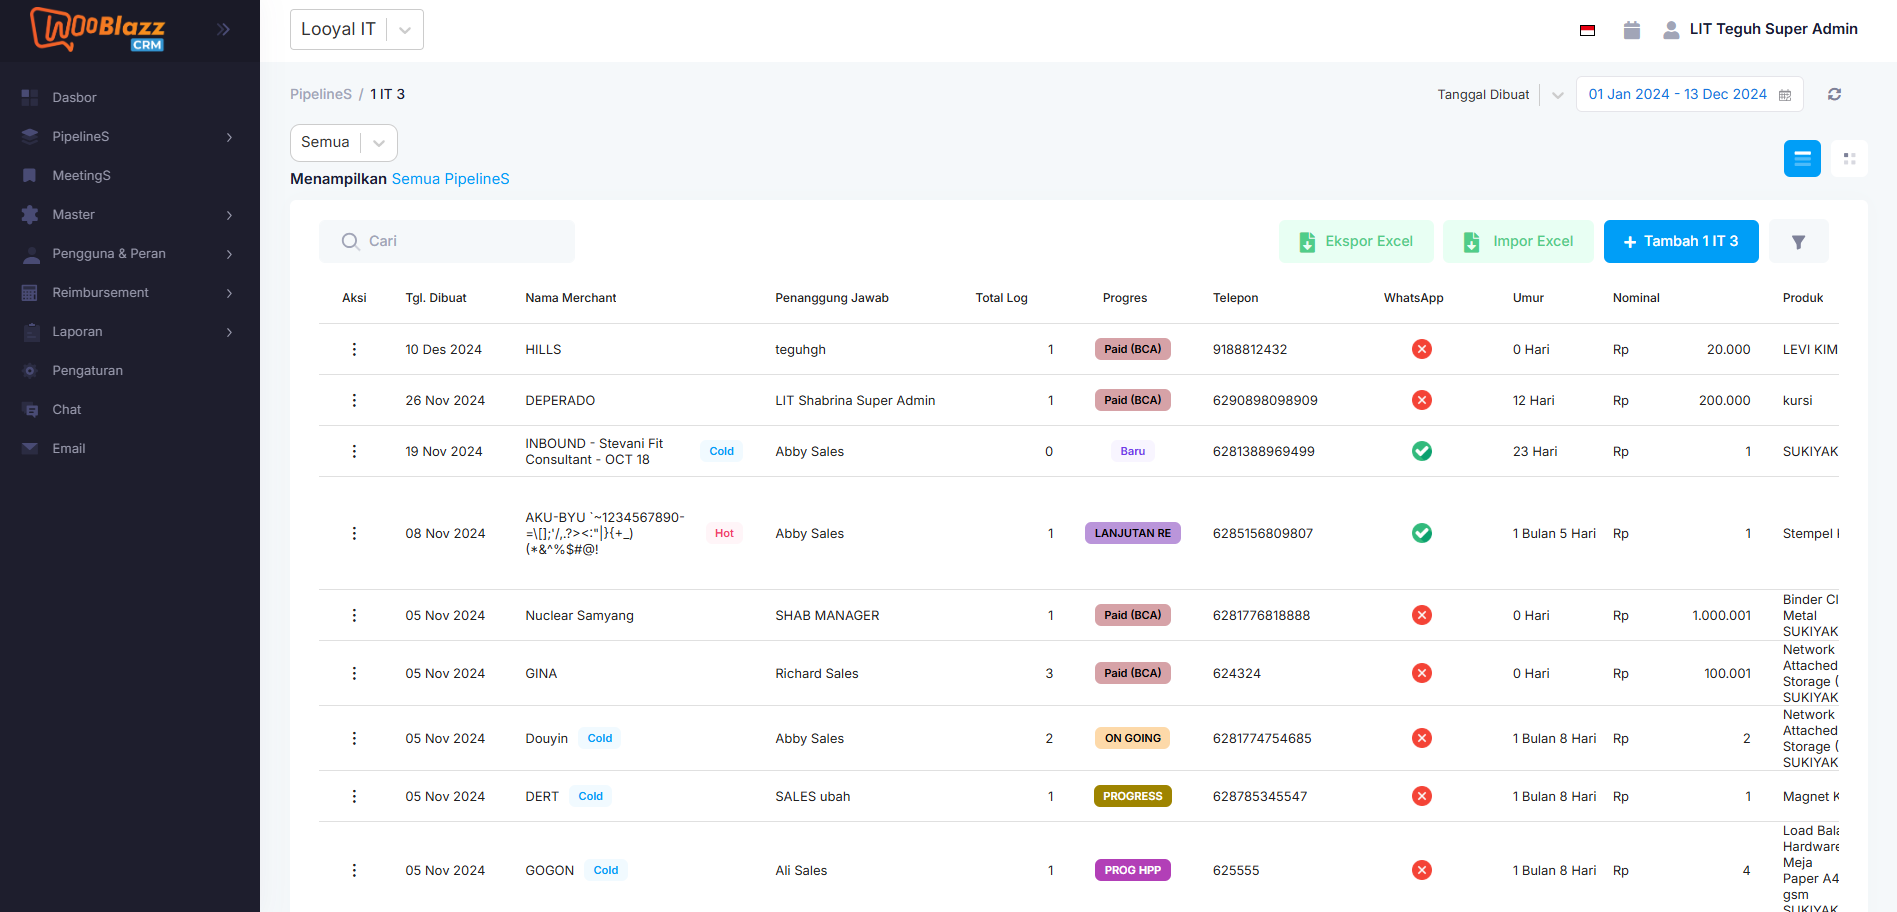 WOOBlazz
CRM
Looyal IT
LIT Teguh Super Admin
Dasbor
PipelineS
MeetingS
Master
Pengguna & Peran
Reimbursement
Laporan
Pengaturan
Chat
Email
PipelineS / 1 IT 3
Tanggal Dibuat
01 Jan 2024 - 13 Dec 2024
Semua
Menampilkan Semua PipelineS
Cari
Ekspor Excel
Impor Excel
+ Tambah 1 IT 3
Aksi Tgl. Dibuat Nama Merchant Penanggung Jawab Total Log Progres Telepon WhatsApp Umur Nominal Produk
10 Des 2024 HILLS teguhgh 1 Paid (BCA) 9188812432 0 Hari Rp 20.000 LEVI KIM
26 Nov 2024 DEPERADO LIT Shabrina Super Admin 1 Paid (BCA) 6290898098909 12 Hari Rp 200.000 kursi
19 Nov 2024 INBOUND - Stevani Fit
Consultant - OCT 18 Cold Abby Sales 0 Baru 6281388969499 23 Hari Rp 1 SUKIYAK
08 Nov 2024 AKU-BYU `~1234567890-
=\[];'/,.?><:"|}{+_)
(*&^%$#@! Hot Abby Sales 1 LANJUTAN RE 6285156809807 1 Bulan 5 Hari Rp 1 Stempel
05 Nov 2024 Nuclear Samyang SHAB MANAGER 1 Paid (BCA) 6281776818888 0 Hari Rp 1.000.001 Binder Cl
Metal
SUKIYAK
05 Nov 2024 GINA Richard Sales 3 Paid (BCA) 624324 0 Hari Rp 100.001 Network
Attached
Storage (
SUKIYAK
05 Nov 2024 Douyin Cold Abby Sales 2 ON GOING 6281774754685 1 Bulan 8 Hari Rp 2 Network
Attached
Storage (
SUKIYAK
05 Nov 2024 DERT Cold SALES ubah 1 PROGRESS 628785345547 1 Bulan 8 Hari Rp 1 Magnet K
05 Nov 2024 GOGON Cold Ali Sales 1 PROG HPP 625555 1 Bulan 8 Hari Rp 4 Load Bala
Hardware
Meja
Paper A4
gsm
SUKIYAK